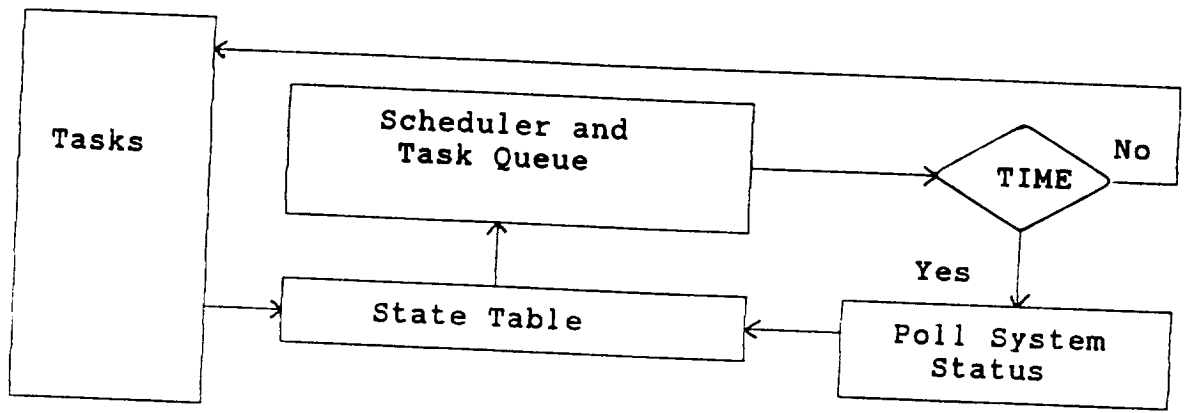 Tasks
Scheduler and
Task Queue
TIME
No
Yes
State Table
Poll System
Status